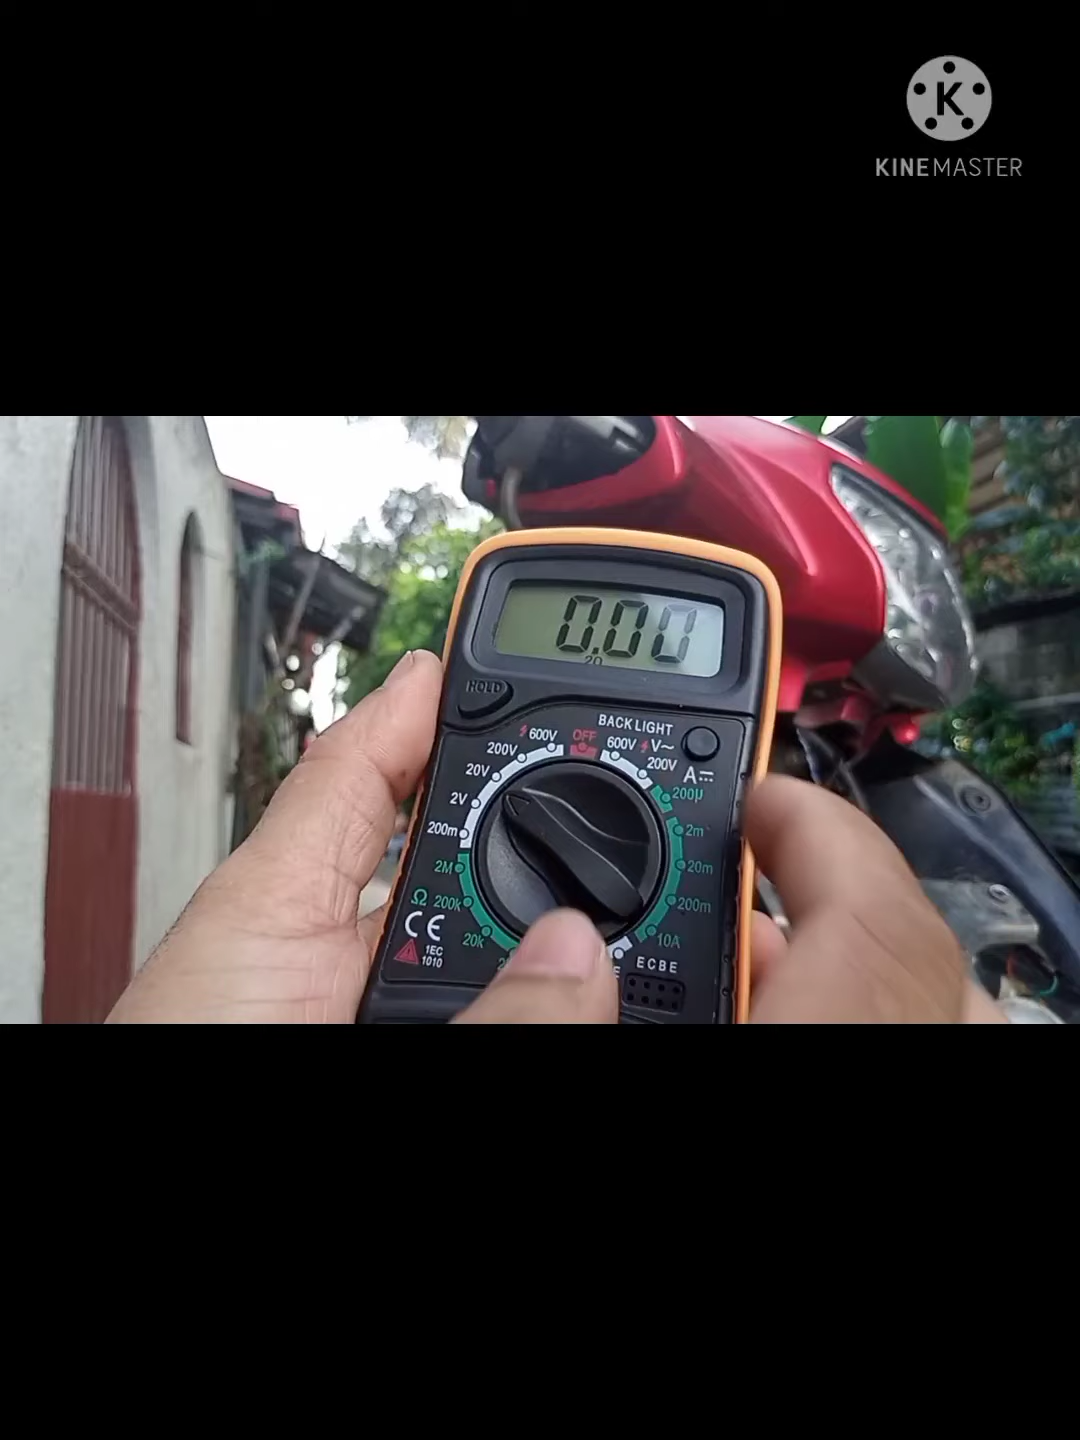 KINEMASTER
0.00
20
HOLD
BACK LIGHT
600V
OFF
600V
V~
200V
200V
A
20V
200µ
2V
2m
200m
2M
20m
Ω
200k
200m
CE
20k
10A
IEC
1010
ECBE